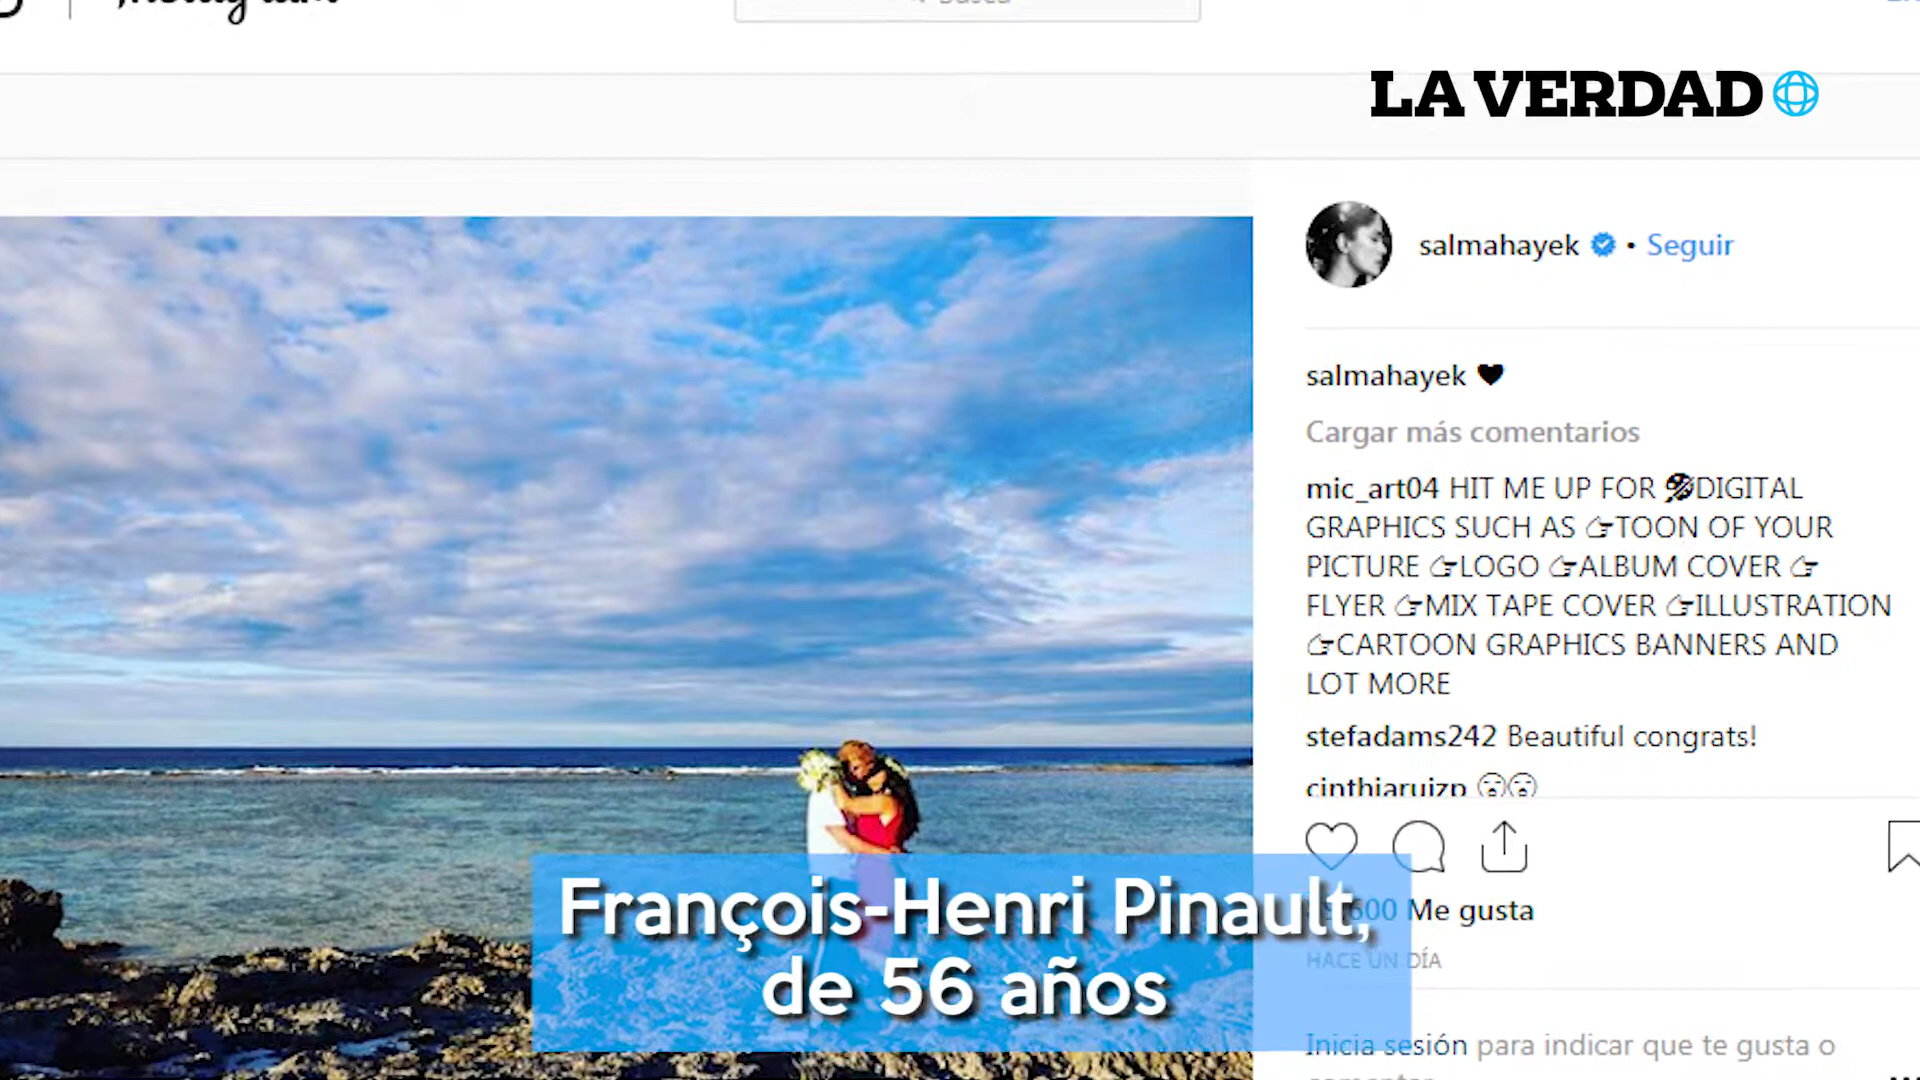 Instagram
Busca
LA VERDAD
salmahayek • Seguir
salmahayek
Cargar más comentarios
mic_art04 HIT ME UP FOR DIGITAL
GRAPHICS SUCH AS TOON OF YOUR
PICTURE LOGO ALBUM COVER
FLYER MIX TAPE COVER ILLUSTRATION
CARTOON GRAPHICS BANNERS AND
LOT MORE
stefadams242 Beautiful congrats!
cinthiaruizp
Me gusta
HACE UN DÍA
François-Henri Pinault,
de 56 años
Inicia sesión para indicar que te gusta o